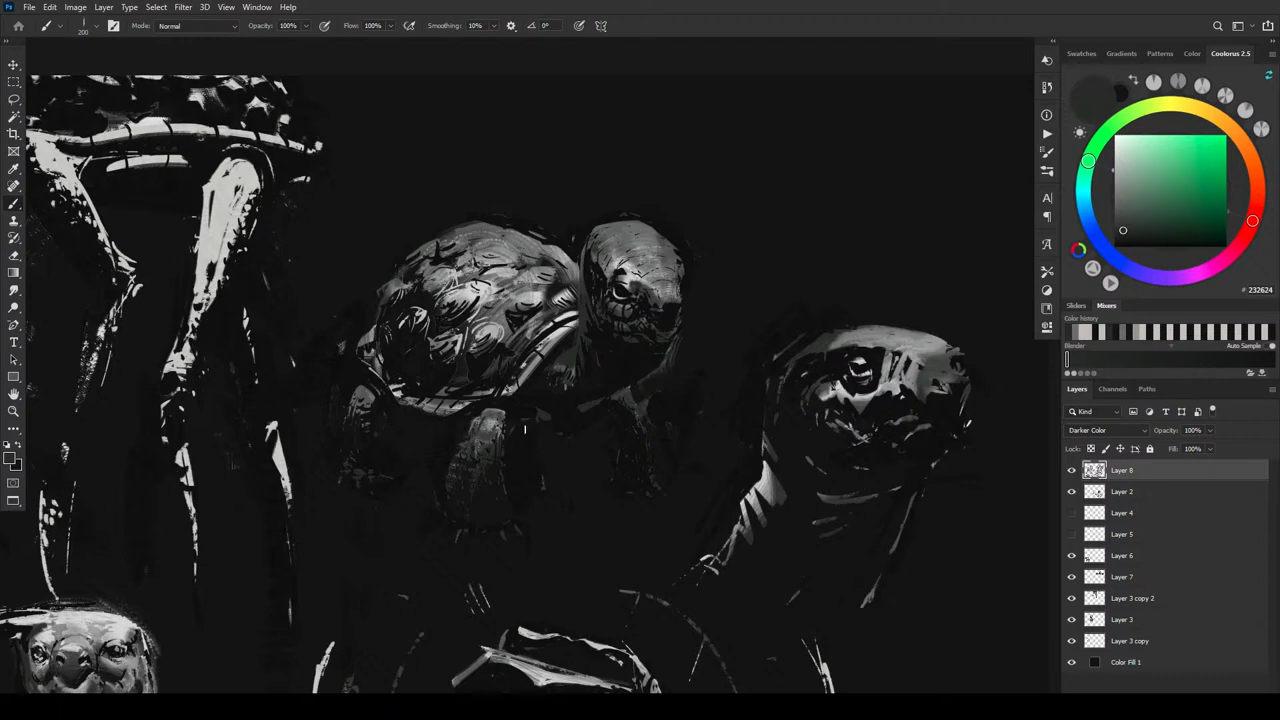 Ps File Edit Image Layer Type Select Filter 3D View Window Help
200 Mode: Normal Opacity: 100% Flow: 100% Smoothing: 10% 0°
Swatches Gradients Patterns Color Coolorus 2.5
# 232624
Sliders Mixers
Color history
Blender Auto Sample
Layers Channels Paths
Kind
Darker Color Opacity: 100%
Lock: Fill: 100%
Layer 8
Layer 2
Layer 4
Layer 5
Layer 6
Layer 7
Layer 3 copy 2
Layer 3
Layer 3 copy
Color Fill 1